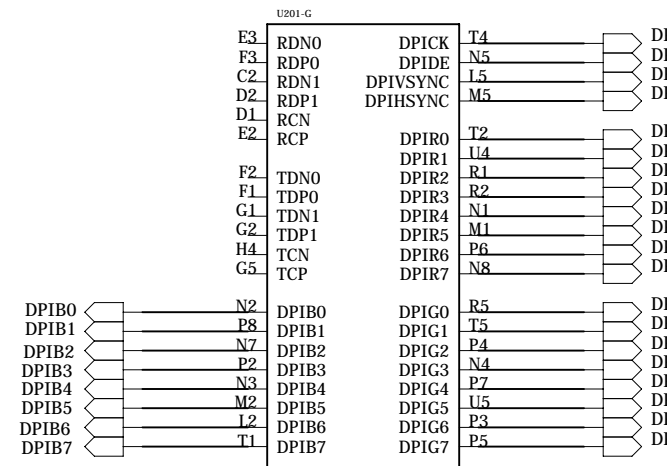 U201-G
E3 RDN0 DPICK T4
F3 RDP0 DPIDE N5
C2 RDN1 DPIVSYNC L5
D2 RDP1 DPIHSYNC M5
D1 RCN
E2 RCP DPIR0 T2
DPIR1 U4
F2 TDN0 DPIR2 R1
F1 TDP0 DPIR3 R2
G1 TDN1 DPIR4 N1
G2 TDP1 DPIR5 M1
H4 TCN DPIR6 P6
G5 TCP DPIR7 N8
DPIB0 N2 DPIB0 DPIG0 R5
DPIB1 P8 DPIB1 DPIG1 T5
DPIB2 N7 DPIB2 DPIG2 P4
DPIB3 P2 DPIB3 DPIG3 N4
DPIB4 N3 DPIB4 DPIG4 P7
DPIB5 M2 DPIB5 DPIG5 U5
DPIB6 L2 DPIB6 DPIG6 P3
DPIB7 T1 DPIB7 DPIG7 P5